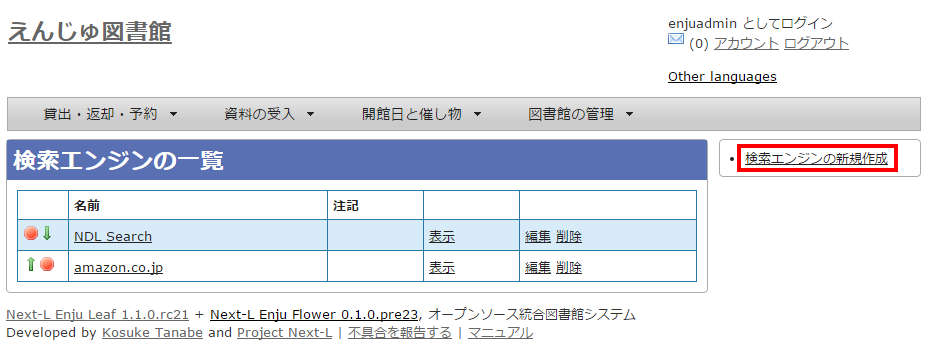 えんじゅ図書館
enjuadmin としてログイン
(0) アカウント ログアウト
Other languages
貸出・返却・予約 資料の受入 開館日と催し物 図書館の管理
検索エンジンの一覧
名前 注記
NDL Search 表示 編集 削除
amazon.co.jp 表示 編集 削除
検索エンジンの新規作成
Next-L Enju Leaf 1.1.0.rc21 + Next-L Enju Flower 0.1.0.pre23, オープンソース統合図書館システム
Developed by Kosuke Tanabe and Project Next-L | 不具合を報告する | マニュアル